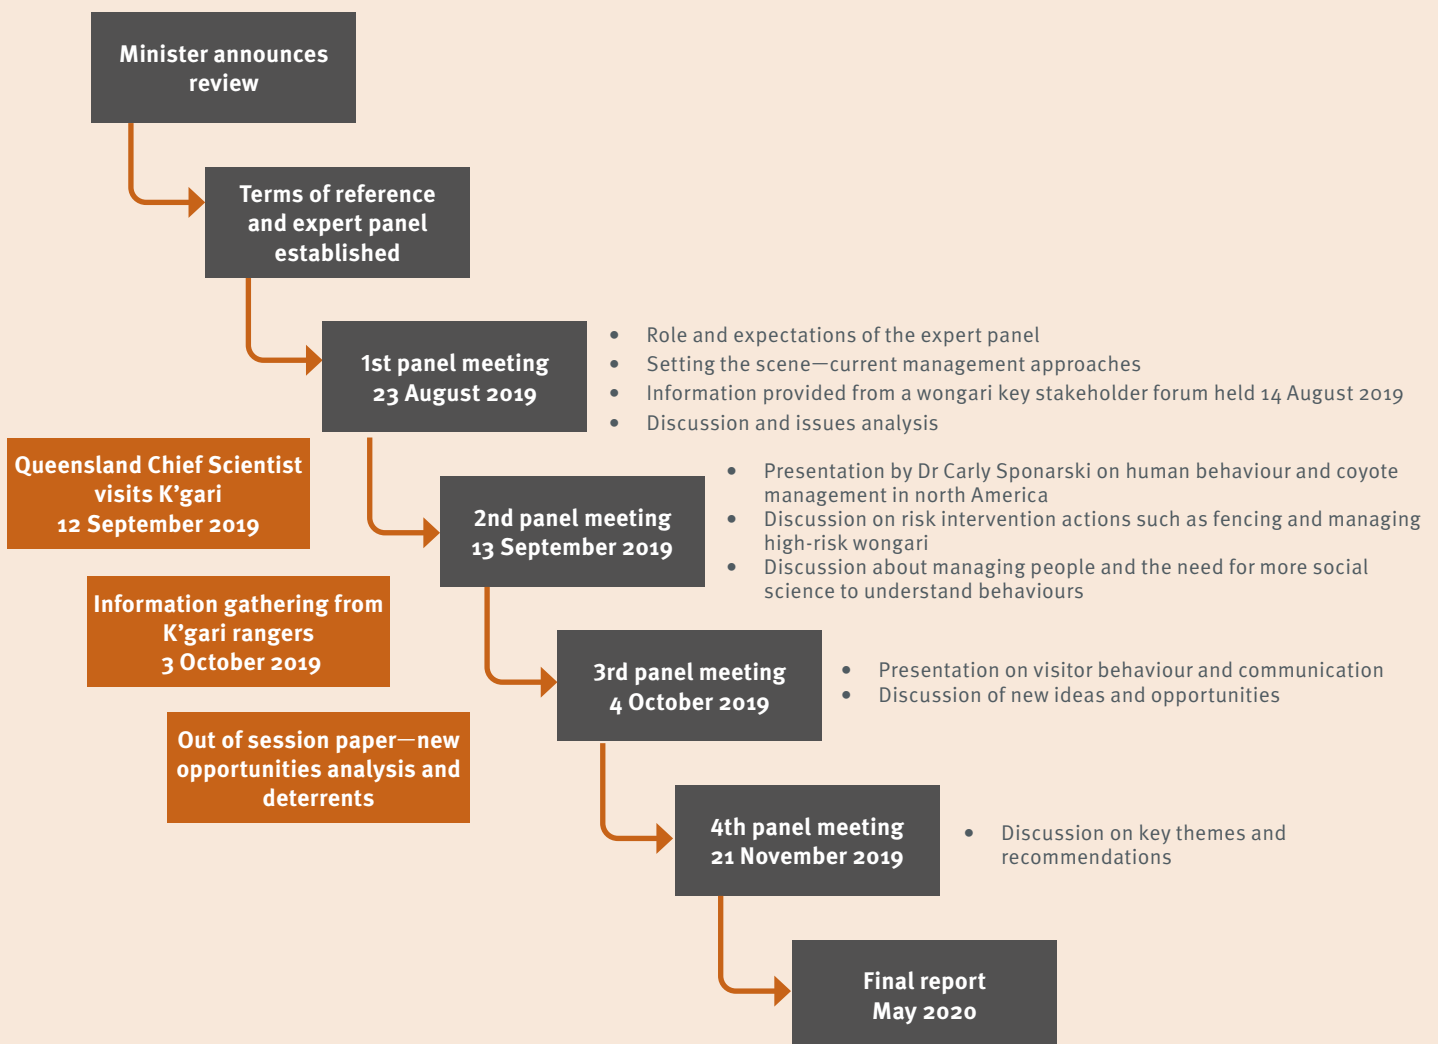 Minister announces
review
Terms of reference
and expert panel
established
1st panel meeting
23 August 2019
• Role and expectations of the expert panel
• Setting the scene—current management approaches
• Information provided from a wongari key stakeholder forum held 14 August 2019
• Discussion and issues analysis
Queensland Chief Scientist
visits K’gari
12 September 2019
2nd panel meeting
13 September 2019
• Presentation by Dr Carly Sponarski on human behaviour and coyote
management in north America
• Discussion on risk intervention actions such as fencing and managing
high-risk wongari
• Discussion about managing people and the need for more social
science to understand behaviours
Information gathering from
K’gari rangers
3 October 2019
3rd panel meeting
4 October 2019
• Presentation on visitor behaviour and communication
• Discussion of new ideas and opportunities
Out of session paper—new
opportunities analysis and
deterrents
4th panel meeting
21 November 2019
• Discussion on key themes and
recommendations
Final report
May 2020